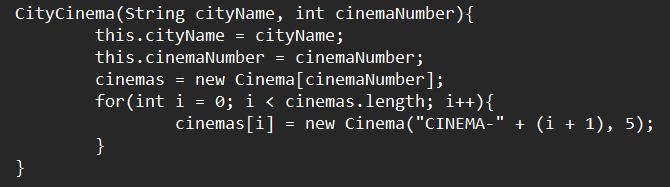 CityCinema(String cityName, int cinemaNumber){
this.cityName = cityName;
this.cinemaNumber = cinemaNumber;
cinemas = new Cinema[cinemaNumber];
for(int i = 0; i < cinemas.length; i++){
cinemas[i] = new Cinema("CINEMA-" + (i + 1), 5);
}
}